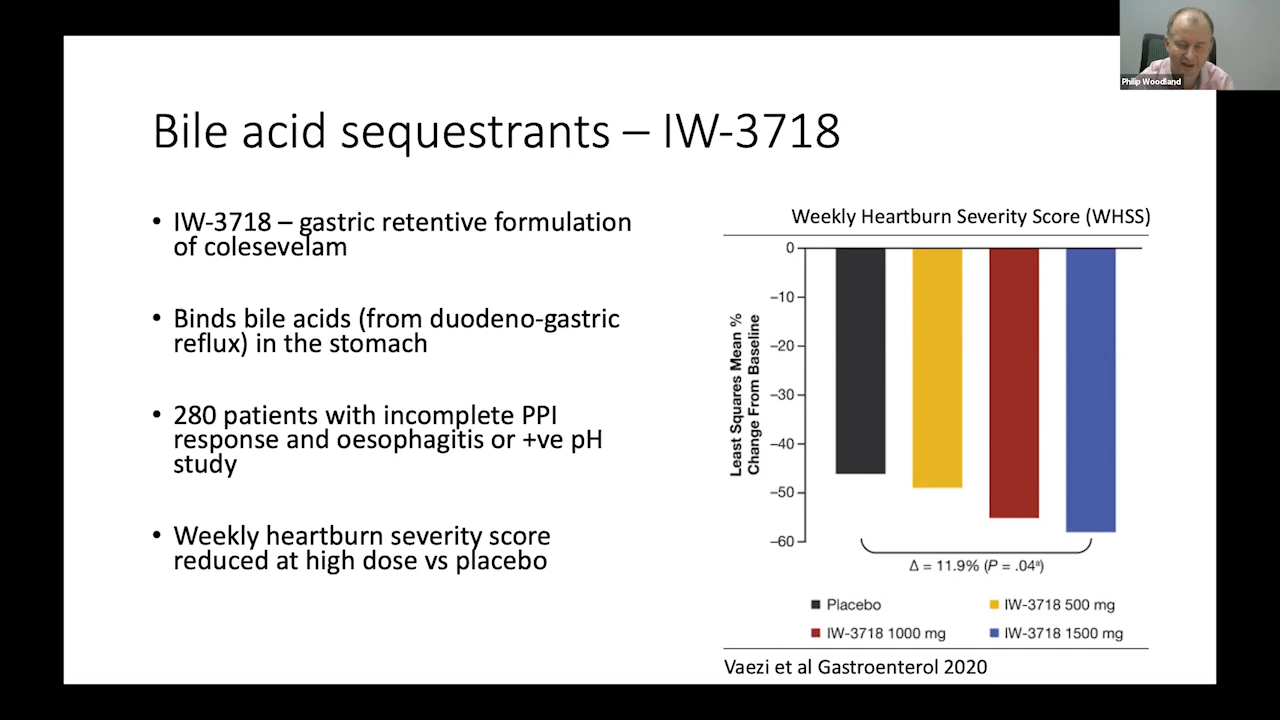 Philip Woodland
Bile acid sequestrants – IW-3718
• IW-3718 – gastric retentive formulation
of colesevelam
• Binds bile acids (from duodeno-gastric
reflux) in the stomach
• 280 patients with incomplete PPI
response and oesophagitis or +ve pH
study
• Weekly heartburn severity score
reduced at high dose vs placebo
Weekly Heartburn Severity Score (WHSS)
Least Squares Mean %
Change From Baseline
0
–10
–20
–30
–40
–50
–60
Δ = 11.9% (P = .04ᵃ)
Placebo
IW-3718 500 mg
IW-3718 1000 mg
IW-3718 1500 mg
Vaezi et al Gastroenterol 2020